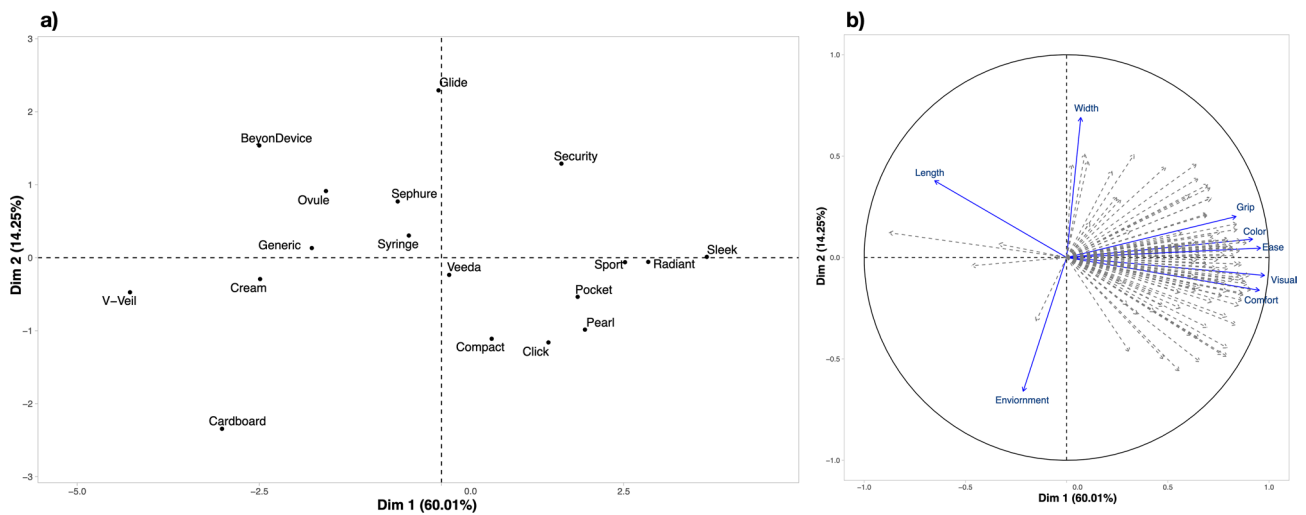 a)
3
Glide
2
BeyonDevice
Security
1
Ovule
Sephure
Generic
Syringe
0
Sleek
Sport
Radiant
Veeda
Cream
V-Veil
Pocket
Pearl
-1
Compact
Click
-2
Cardboard
-3
-5.0
-2.5
0.0
2.5
Dim 1 (60.01%)
Dim 2 (14.25%)
b)
1.0
Width
0.5
Length
Grip
Color
0.0
Ease
Visual
Comfort
-0.5
Enviornment
-1.0
-1.0
-0.5
0.0
0.5
1.0
Dim 1 (60.01%)
Dim 2 (14.25%)